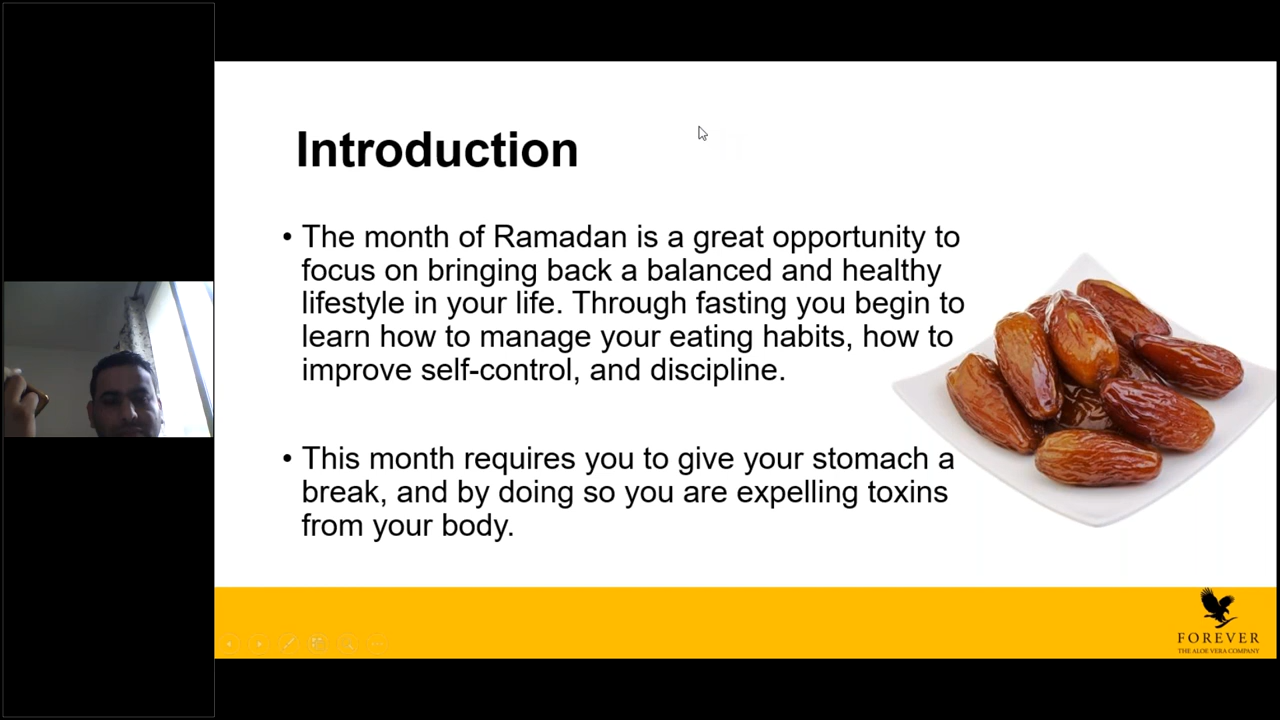 Introduction
• The month of Ramadan is a great opportunity to
focus on bringing back a balanced and healthy
lifestyle in your life. Through fasting you begin to
learn how to manage your eating habits, how to
improve self-control, and discipline.
• This month requires you to give your stomach a
break, and by doing so you are expelling toxins
from your body.
FOREVER
THE ALOE VERA COMPANY